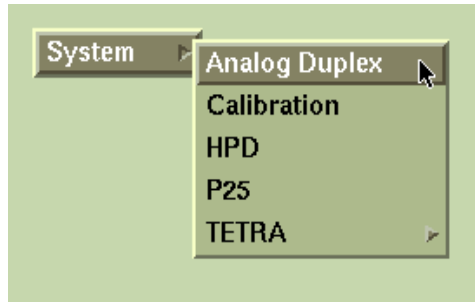 System
Analog Duplex
Calibration
HPD
P25
TETRA